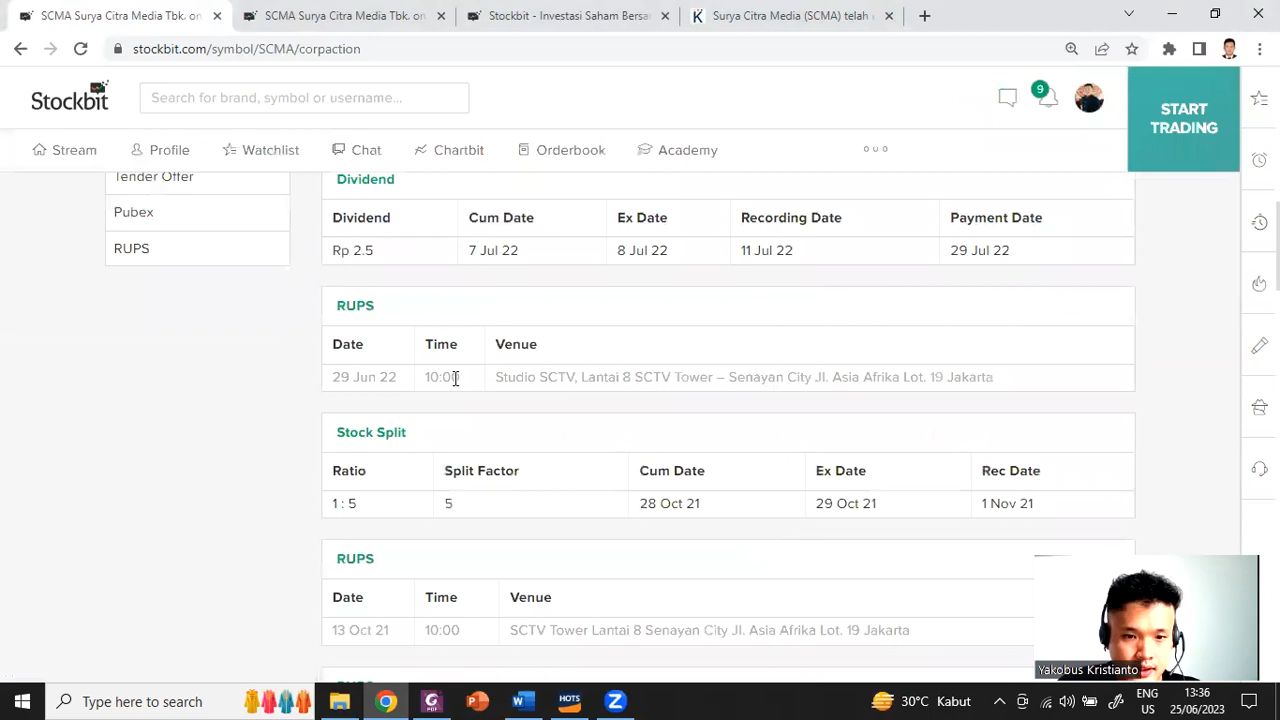 SCMA Surya Citra Media Tbk. on
SCMA Surya Citra Media Tbk. on
Stockbit - Investasi Saham Bersa
Surya Citra Media (SCMA) telah
stockbit.com/symbol/SCMA/corpaction
Stockbit
Search for brand, symbol or username...
9
START
TRADING
Stream
Profile
Watchlist
Chat
Chartbit
Orderbook
Academy
Tender Offer
Pubex
RUPS
Dividend
Dividend Cum Date Ex Date Recording Date Payment Date
Rp 2.5 7 Jul 22 8 Jul 22 11 Jul 22 29 Jul 22
RUPS
Date Time Venue
29 Jun 22 10:00 Studio SCTV, Lantai 8 SCTV Tower – Senayan City Jl. Asia Afrika Lot. 19 Jakarta
Stock Split
Ratio Split Factor Cum Date Ex Date Rec Date
1 : 5 5 28 Oct 21 29 Oct 21 1 Nov 21
RUPS
Date Time Venue
13 Oct 21 10:00 SCTV Tower Lantai 8 Senayan City Jl. Asia Afrika Lot. 19 Jakarta
Yakobus Kristianto
Type here to search
HOTS
30°C Kabut
ENG
US
13:36
25/06/2023